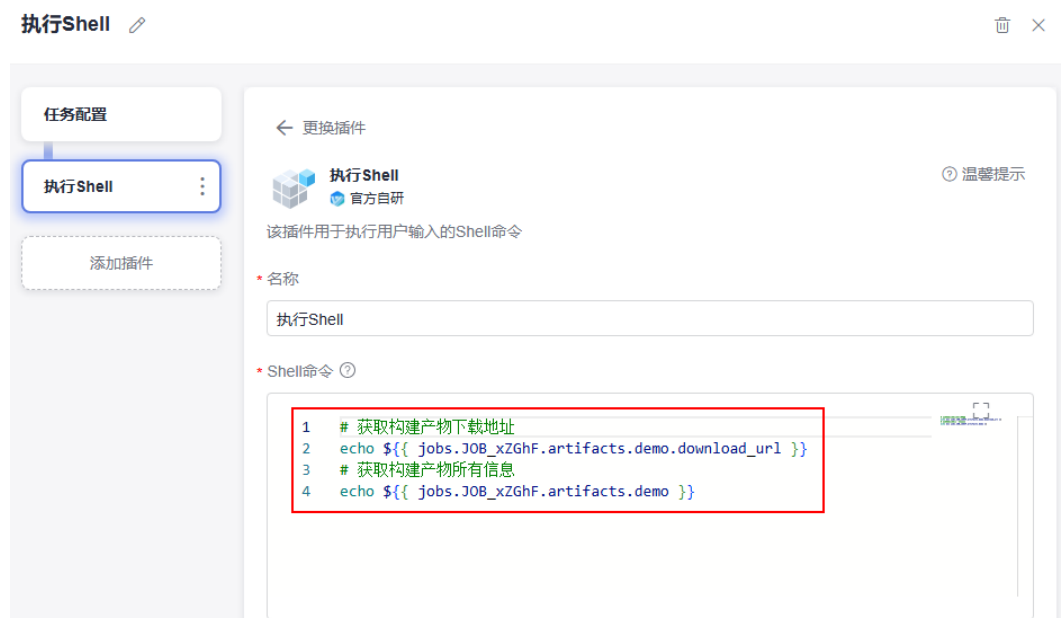 执行Shell
任务配置
执行Shell
添加插件
更换插件
执行Shell
官方自研
温馨提示
该插件用于执行用户输入的Shell命令
* 名称
执行Shell
* Shell命令
1 # 获取构建产物下载地址
2 echo ${{ jobs.JOB_xZGhF.artifacts.demo.download_url }}
3 # 获取构建产物所有信息
4 echo ${{ jobs.JOB_xZGhF.artifacts.demo }}